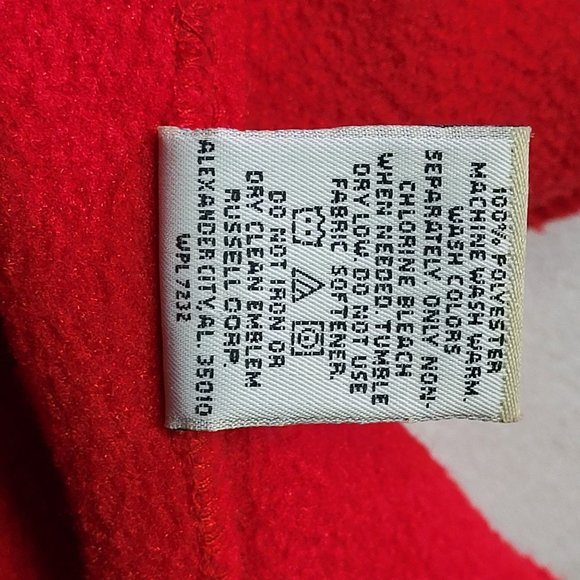 100% POLYESTER
MACHINE WASH WARM
WASH COLORS
SEPARATELY. ONLY NON-
CHLORINE BLEACH
WHEN NEEDED. TUMBLE
DRY LOW. DO NOT USE
FABRIC SOFTENER.
DO NOT IRON OR
DRY CLEAN EMBLEM
RUSSELL CORP.
ALEXANDER CITY, AL 35010
WPL 7232